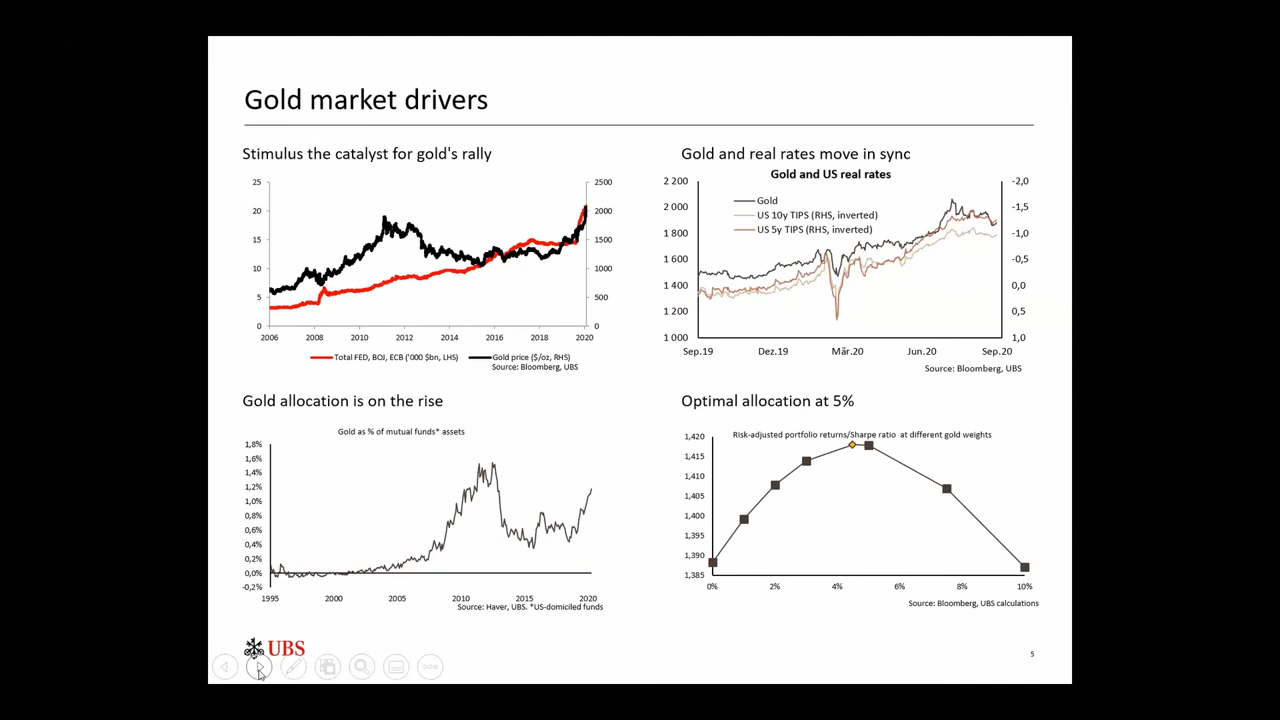 Gold market drivers
Stimulus the catalyst for gold's rally
25
20
15
10
5
0
2500
2000
1500
1000
500
0
2006
2008
2010
2012
2014
2016
2018
2020
Total FED, BOJ, ECB ('000 $bn, LHS)
Gold price ($/oz, RHS)
Source: Bloomberg, UBS
Gold and real rates move in sync
Gold and US real rates
2 200
2 000
1 800
1 600
1 400
1 200
1 000
Gold
US 10y TIPS (RHS, inverted)
US 5y TIPS (RHS, inverted)
-2,0
-1,5
-1,0
-0,5
0,0
0,5
1,0
Sep.19
Dez.19
Mär.20
Jun.20
Sep.20
Source: Bloomberg, UBS
Gold allocation is on the rise
Gold as % of mutual funds* assets
1,8%
1,6%
1,4%
1,2%
1,0%
0,8%
0,6%
0,4%
0,2%
0,0%
-0,2%
1995
2000
2005
2010
2015
2020
Source: Haver, UBS. *US-domiciled funds
Optimal allocation at 5%
Risk-adjusted portfolio returns/Sharpe ratio at different gold weights
1,420
1,415
1,410
1,405
1,400
1,395
1,390
1,385
0%
2%
4%
6%
8%
10%
Source: Bloomberg, UBS calculations
UBS
5